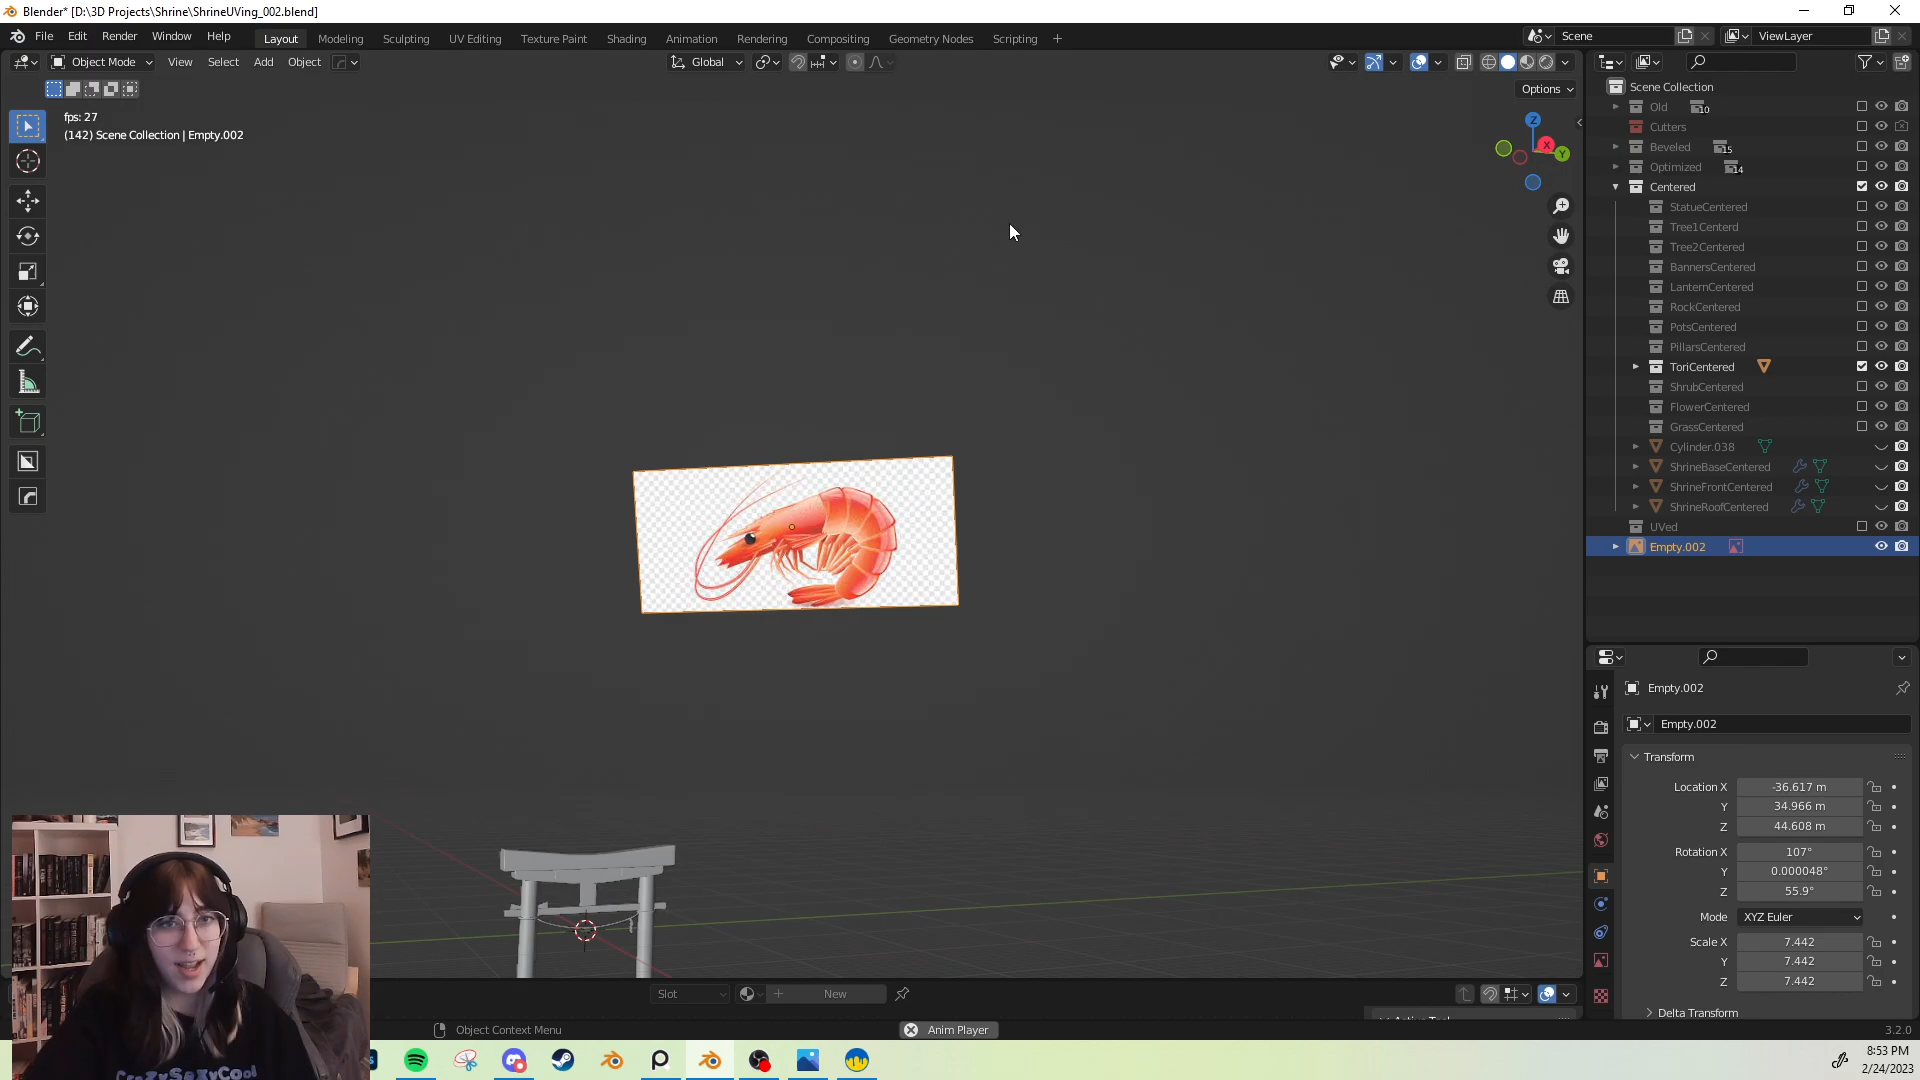 Blender* [D:\3D Projects\Shrine\ShrineUVing_002.blend]
File Edit Render Window Help Layout Modeling Sculpting UV Editing Texture Paint Shading Animation Rendering Compositing Geometry Nodes Scripting + Scene ViewLayer
Object Mode View Select Add Object Global
Options
fps: 27
(142) Scene Collection | Empty.002
Z
X
Y
Scene Collection
Old 10
Cutters
Beveled 15
Optimized 14
Centered
StatueCentered
Tree1Centerd
Tree2Centered
BannersCentered
LanternCentered
RockCentered
PotsCentered
PillarsCentered
ToriCentered
ShrubCentered
FlowerCentered
GrassCentered
Cylinder.038
ShrineBaseCentered
ShrineFrontCentered
ShrineRoofCentered
UVed
Empty.002
Empty.002
Empty.002
Transform
Location X -36.617 m
Y 34.966 m
Z 44.608 m
Rotation X 107°
Y 0.000048°
Z 55.9°
Mode XYZ Euler
Scale X 7.442
Y 7.442
Z 7.442
Delta Transform
Slot New
Object Context Menu Anim Player 3.2.0
CrazySexyCool
8:53 PM
2/24/2023